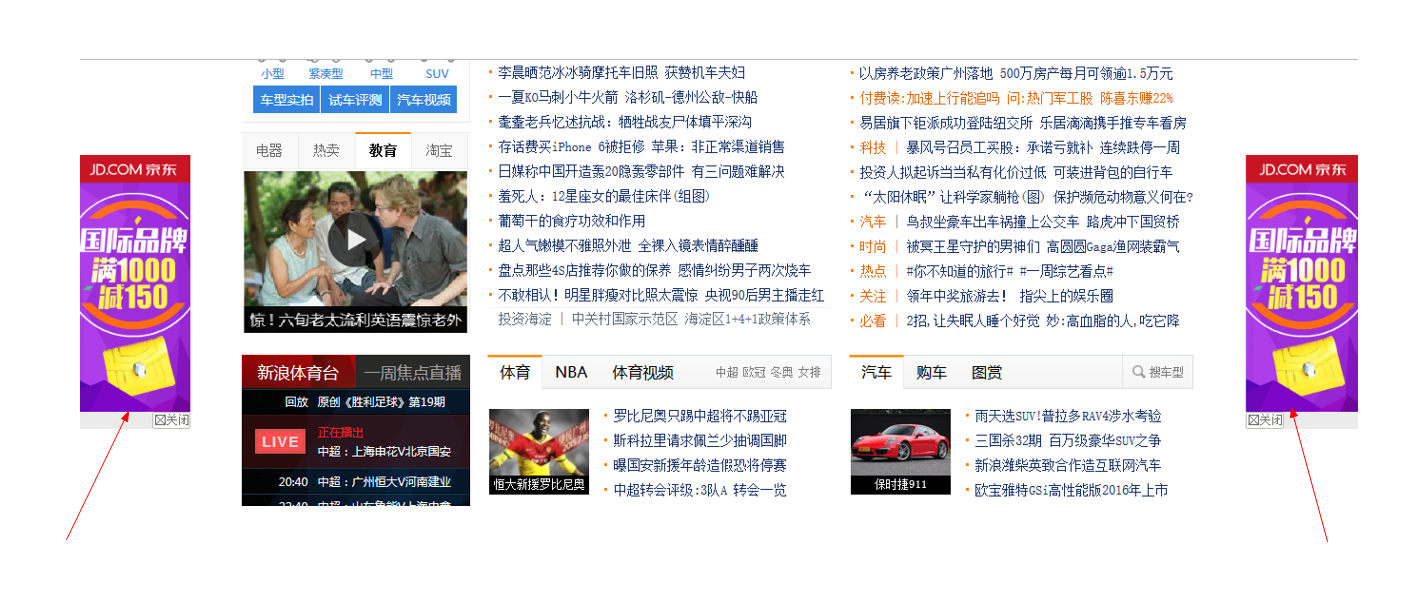 小型 紧凑型 中型 SUV
车型实拍 试车评测 汽车视频
电器 热卖 教育 淘宝
惊！六旬老太流利英语震惊老外
JD.COM 京东
国际品牌
满1000
减150
关闭
李晨晒范冰冰骑摩托车旧照 获赞机车夫妇
一夏KO马刺小牛火箭 洛杉矶-德州公敌-快船
耄耋老兵忆述抗战：牺牲战友尸体填平深沟
存话费买iPhone 6被拒修 苹果：非正常渠道销售
日媒称中国开造轰20隐轰零部件 有三问题难解决
羞死人：12星座女的最佳床伴(组图)
葡萄干的食疗功效和作用
超人气嫩模不雅照外泄 全裸入镜表情醉醺醺
盘点那些4S店推荐你做的保养 感情纠纷男子两次烧车
不敢相认！明星胖瘦对比照太震惊 央视90后男主播走红
投资海淀 | 中关村国家示范区 海淀区1+4+1政策体系
以房养老政策广州落地 500万房产每月可领逾1.5万元
付费读:加速上行能追吗 问:热门军工股 陈喜东赚22%
易居旗下钜派成功登陆纽交所 乐居滴滴携手推专车看房
科技 | 暴风号召员工买股：承诺亏就补 连续跌停一周
投资人拟起诉当当私有化价过低 可装进背包的自行车
“太阳休眠”让科学家躺枪(图) 保护频危动物意义何在?
汽车 | 鸟叔坐豪车出车祸撞上公交车 路虎冲下国贸桥
时尚 | 被冥王星守护的男神们 高圆圆Gaga渔网装霸气
热点 | #你不知道的旅行# #一周综艺看点#
关注 | 领年中奖旅游去！ 指尖上的娱乐圈
必看 | 2招,让失眠人睡个好觉 妙:高血脂的人,吃它降
JD.COM 京东
国际品牌
满1000
减150
关闭
新浪体育台 一周焦点直播
回放 原创《胜利足球》第19期
LIVE 正在播出
中超：上海申花V北京国安
20:40 中超：广州恒大V河南建业
体育 NBA 体育视频 中超 欧冠 冬奥 女排
恒大新援罗比尼奥
罗比尼奥只踢中超将不踢亚冠
斯科拉里请求佩兰少抽调国脚
曝国安新援年龄造假恐将停赛
中超转会评级:3队A 转会一览
汽车 购车 图赏 搜车型
保时捷911
雨天选SUV!普拉多RAV4涉水考验
三国杀32期 百万级豪华SUV之争
新浪潍柴英致合作造互联网汽车
欧宝雅特GSi高性能版2016年上市